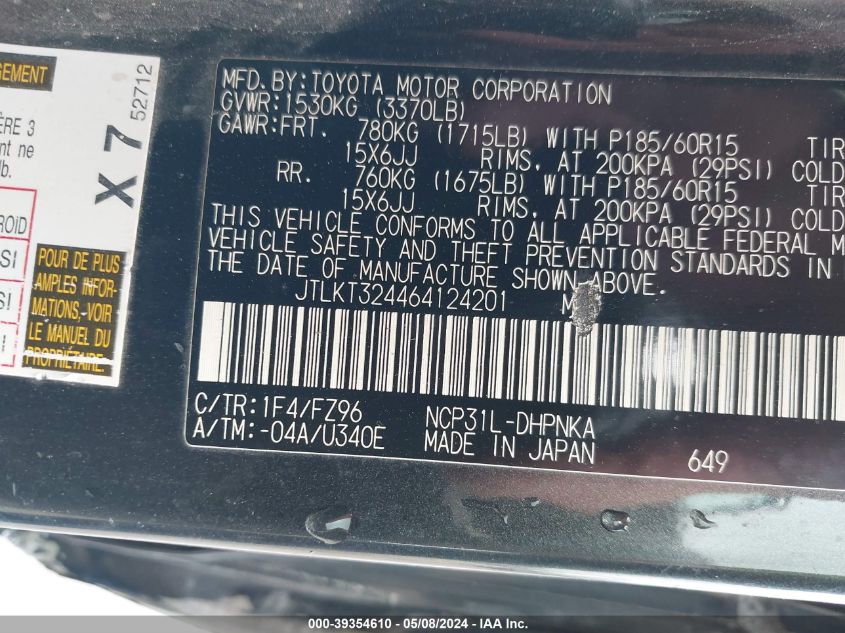 GEMENT
ÈRE 3
nt ne
lb.
X 7
52712
ROID
SI
SI
I
POUR DE PLUS
AMPLES INFOR-
MATIONS, VOIR
LE MANUEL DU
PROPRIÉTAIRE.
MFD.BY:TOYOTA MOTOR CORPORATION
GVWR:1530KG (3370LB)
GAWR:FRT. 780KG (1715LB) WITH P185/60R15 TIR
15X6JJ RIMS, AT 200KPA (29PSI) COLD
RR. 760KG (1675LB) WITH P185/60R15 TIR
15X6JJ RIMS, AT 200KPA (29PSI) COLD
THIS VEHICLE CONFORMS TO ALL APPLICABLE FEDERAL M
VEHICLE SAFETY AND THEFT PREVENTION STANDARDS IN
THE DATE OF MANUFACTURE SHOWN ABOVE.
JTLKT324464124201 M
C/TR:1F4/FZ96 NCP31L-DHPNKA
A/TM:-04A/U340E MADE IN JAPAN 649
000-39354610 - 05/08/2024 - IAAI.com